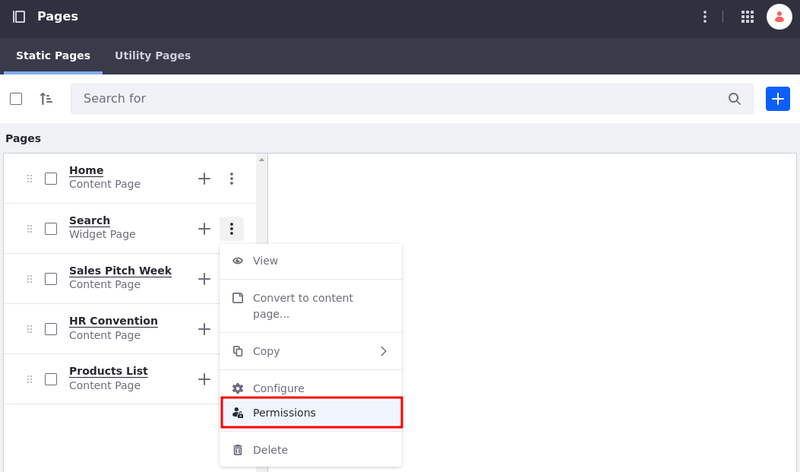 Pages
Static Pages
Utility Pages
Search for
Pages
Home
Content Page
Search
Widget Page
Sales Pitch Week
Content Page
HR Convention
Content Page
Products List
Content Page
View
Convert to content
page...
Copy
Configure
Permissions
Delete